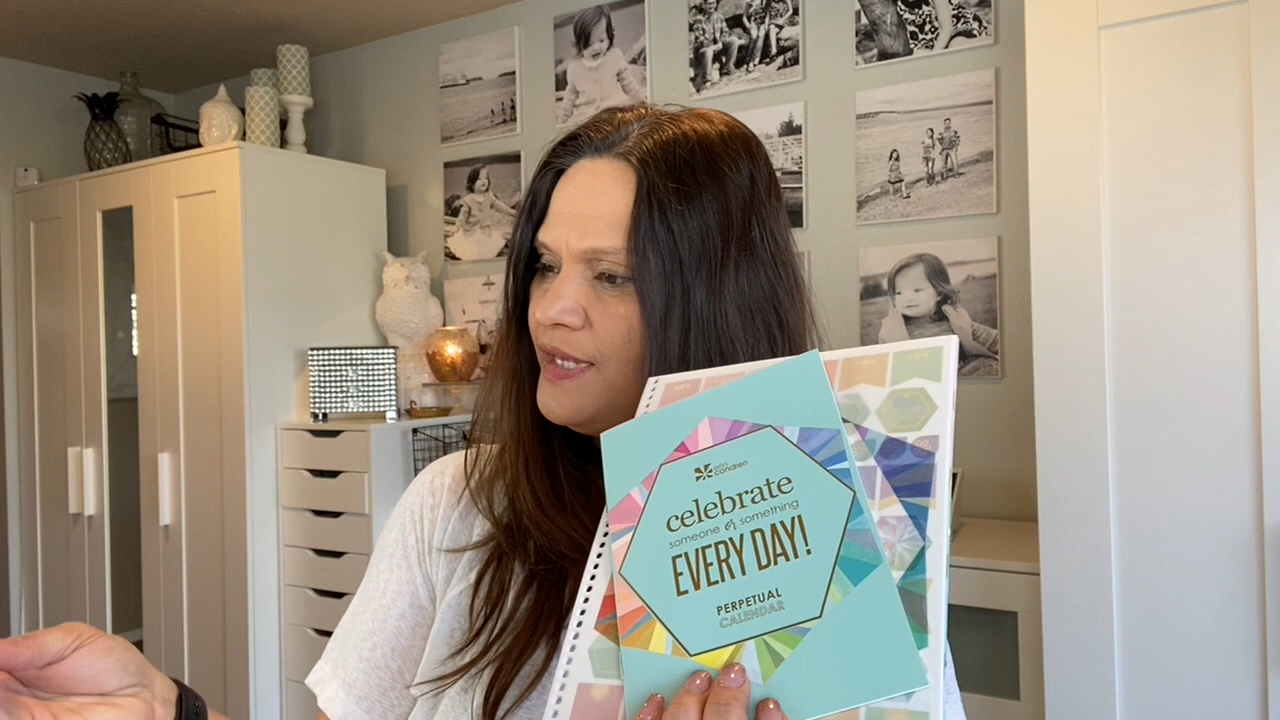 erin
condren
celebrate
someone & something
EVERY DAY!
PERPETUAL
CALENDAR